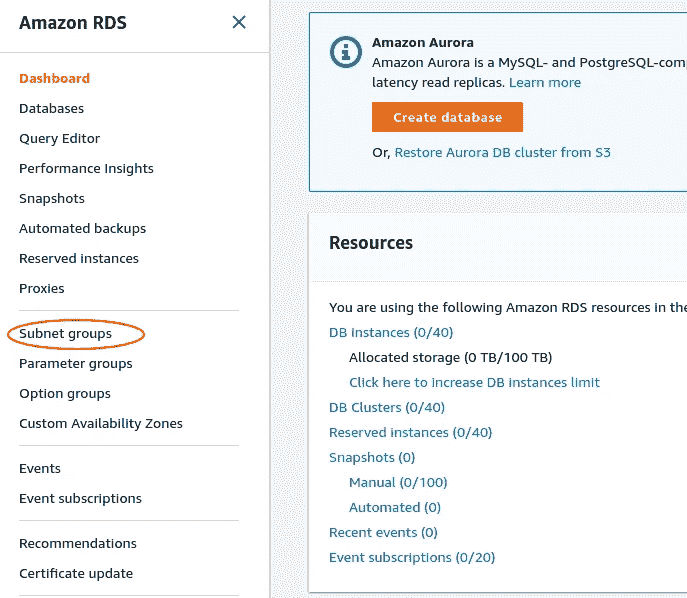 Amazon RDS
Dashboard
Databases
Query Editor
Performance Insights
Snapshots
Automated backups
Reserved instances
Proxies
Subnet groups
Parameter groups
Option groups
Custom Availability Zones
Events
Event subscriptions
Recommendations
Certificate update
Amazon Aurora
Amazon Aurora is a MySQL- and PostgreSQL-com
latency read replicas. Learn more
Create database
Or, Restore Aurora DB cluster from S3
Resources
You are using the following Amazon RDS resources in the
DB Instances (0/40)
Allocated storage (0 TB/100 TB)
Click here to increase DB instances limit
DB Clusters (0/40)
Reserved instances (0/40)
Snapshots (0)
Manual (0/100)
Automated (0)
Recent events (0)
Event subscriptions (0/20)